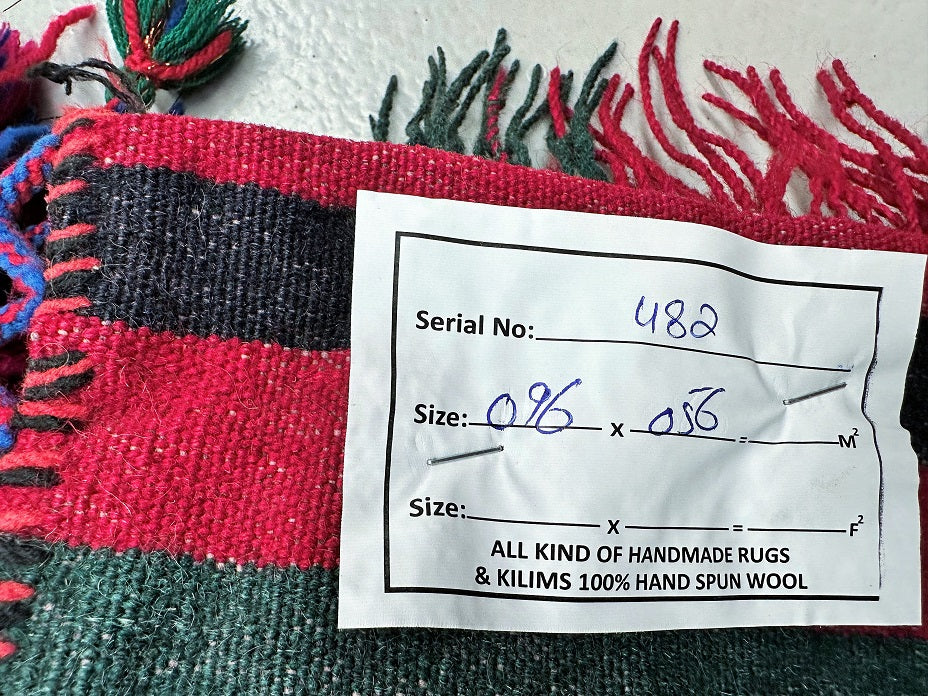 Serial No: 482
Size: 096 x 056 = M²
Size: x = F²
ALL KIND OF HANDMADE RUGS
& KILIMS 100% HAND SPUN WOOL